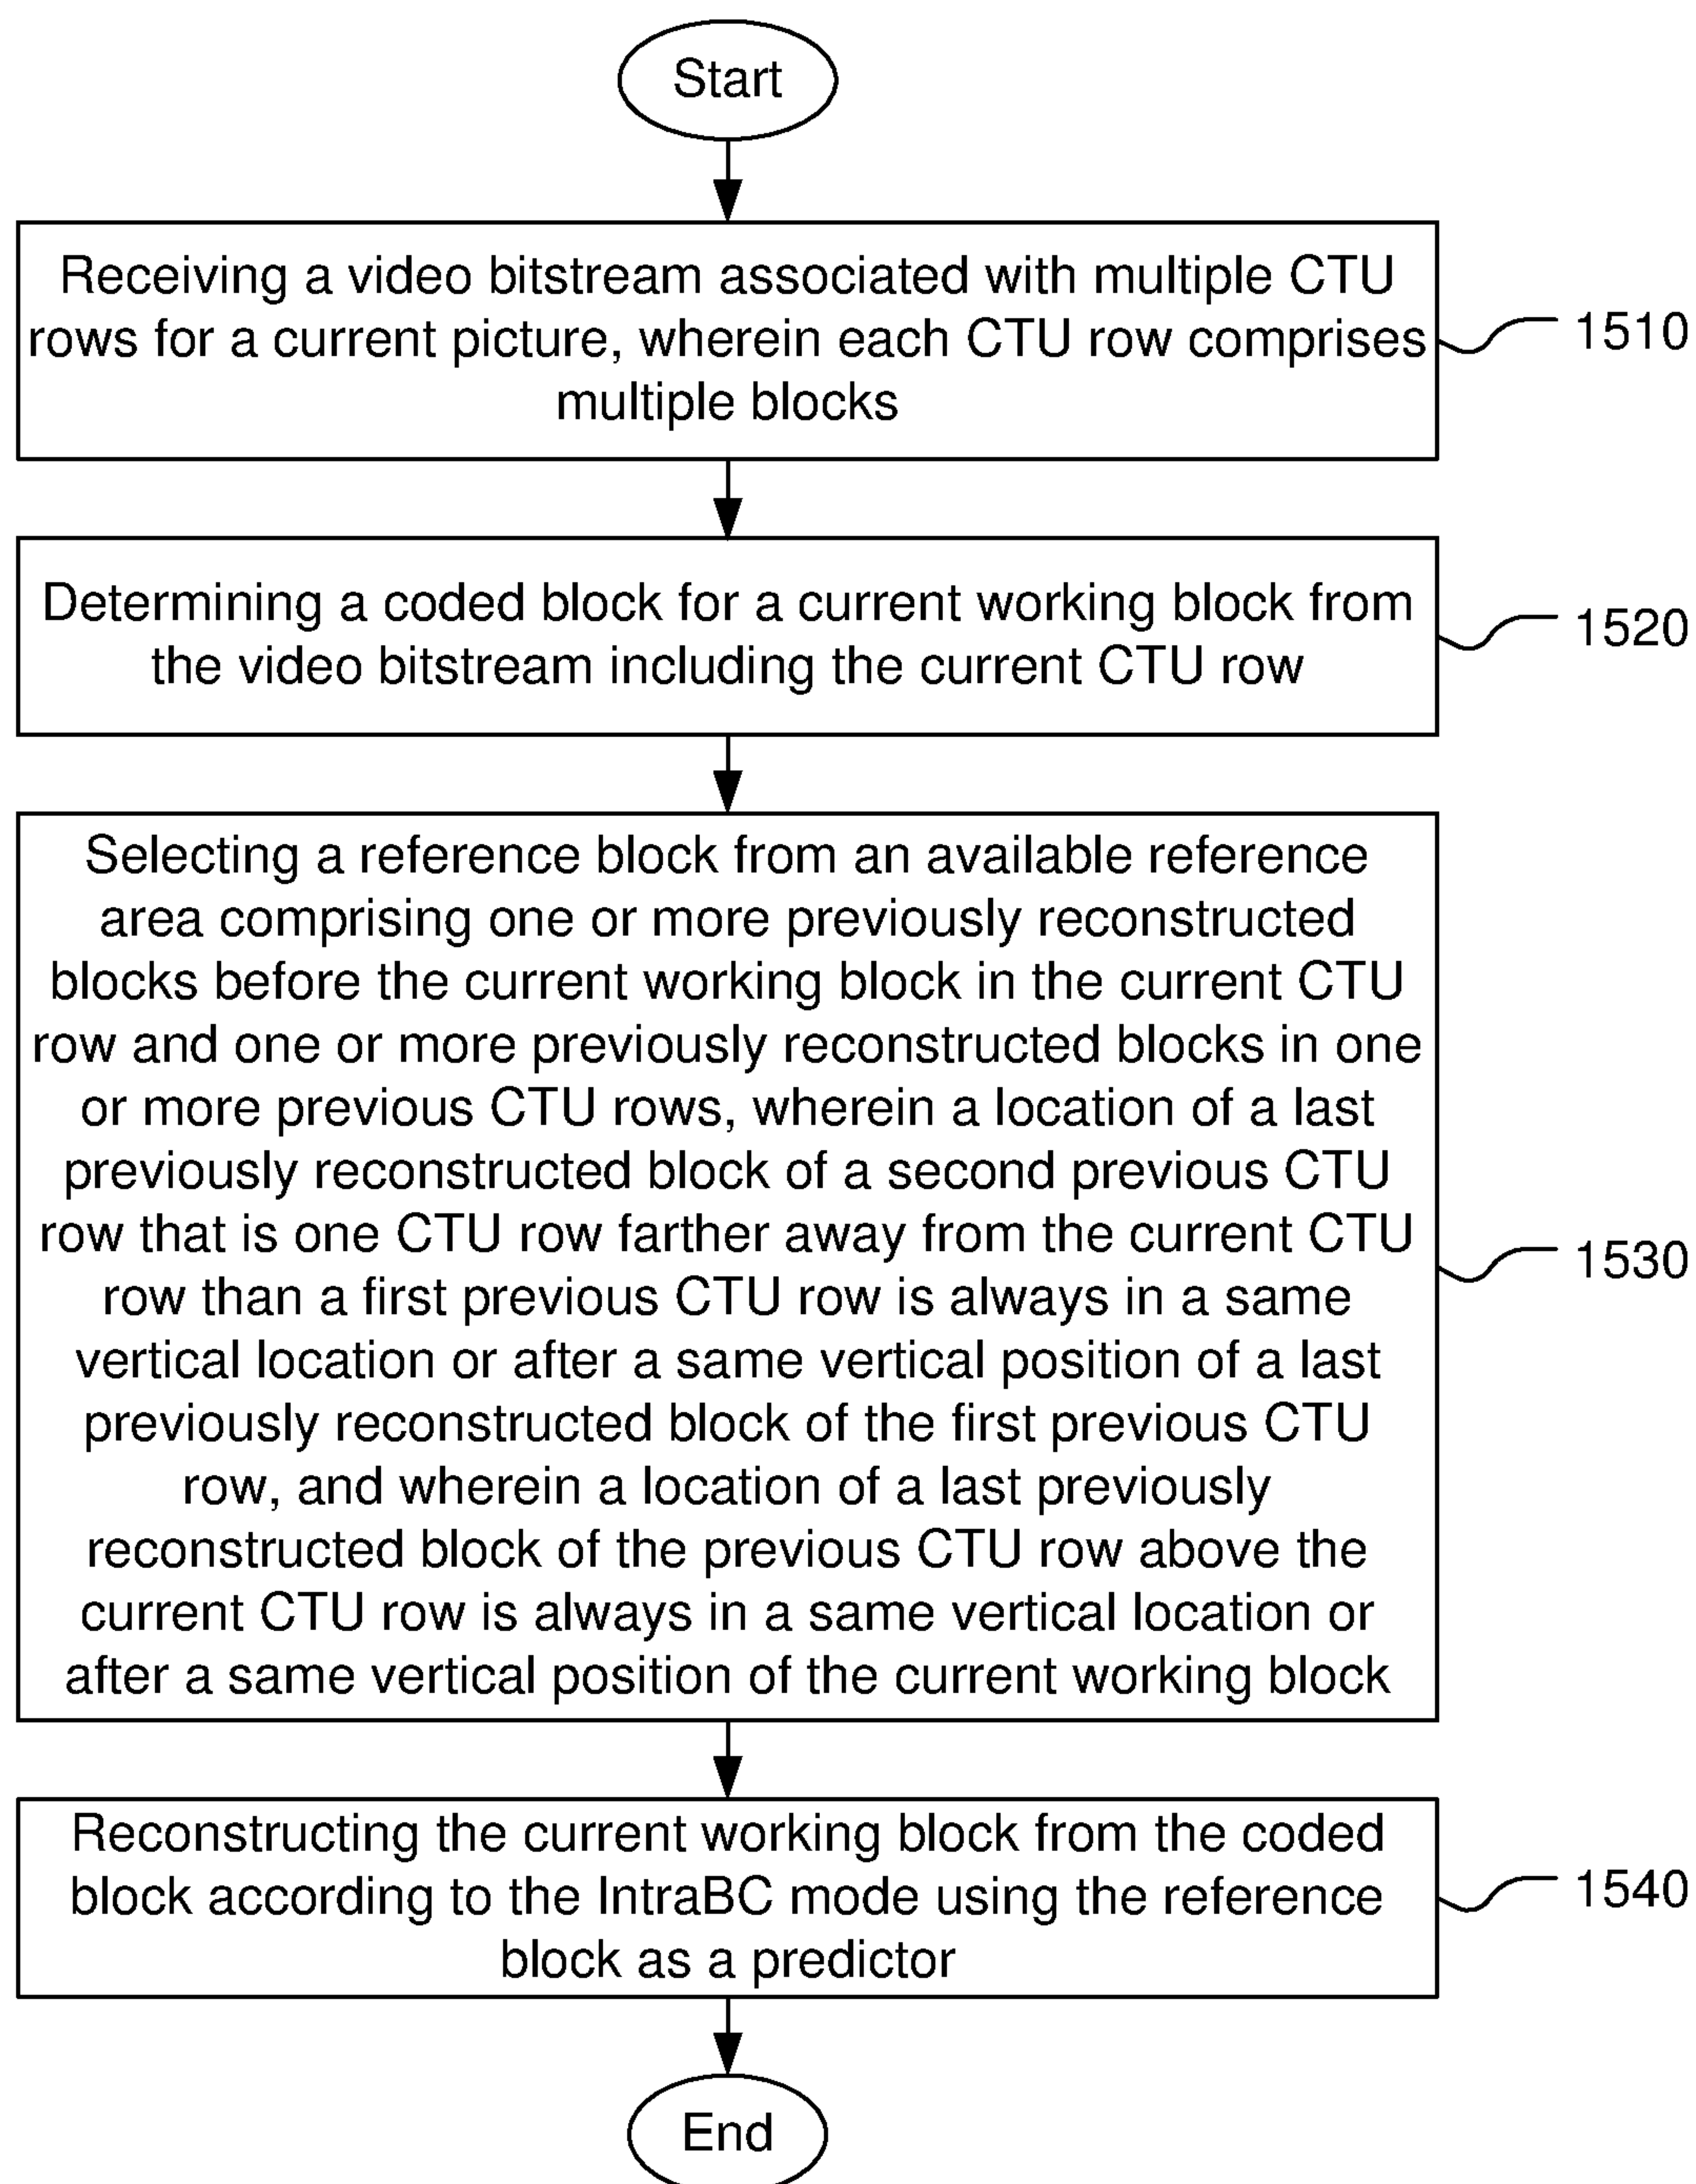 Start
Receiving a video bitstream associated with multiple CTU
rows for a current picture, wherein each CTU row comprises
multiple blocks
1510
Determining a coded block for a current working block from
the video bitstream including the current CTU row
1520
Selecting a reference block from an available reference
area comprising one or more previously reconstructed
blocks before the current working block in the current CTU
row and one or more previously reconstructed blocks in one
or more previous CTU rows, wherein a location of a last
previously reconstructed block of a second previous CTU
row that is one CTU row farther away from the current CTU
row than a first previous CTU row is always in a same
vertical location or after a same vertical position of a last
previously reconstructed block of the first previous CTU
row, and wherein a location of a last previously
reconstructed block of the previous CTU row above the
current CTU row is always in a same vertical location or
after a same vertical position of the current working block
1530
Reconstructing the current working block from the coded
block according to the IntraBC mode using the reference
block as a predictor
1540
End